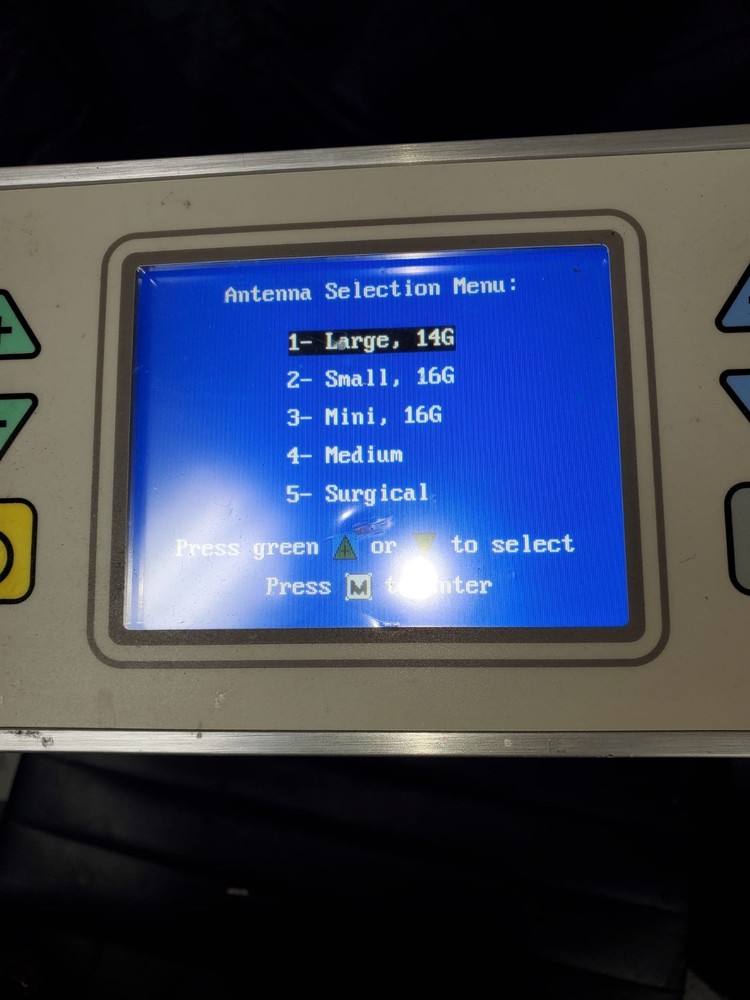 Antenna Selection Menu:
1- Large, 14G
2- Small, 16G
3- Mini, 16G
4- Medium
5- Surgical
Press green + or to select
Press M